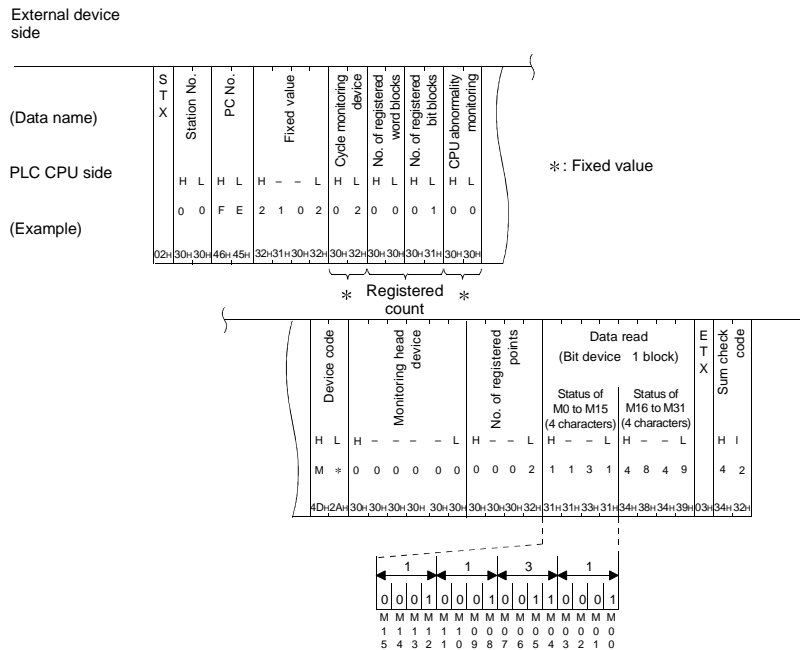 External device
side
(Data name)
PLC CPU side
(Example)
S
T
X
Station No.
PC No.
Fixed value
Cycle monitoring
device
No. of registered
word blocks
No. of registered
bit blocks
CPU abnormality
monitoring
H L H L H – – L H L H L H L H L
0 0 F E 2 1 0 2 0 2 0 0 0 1 0 0
02H 30H 30H 46H 45H 32H 31H 30H 32H 30H 32H 30H 30H 30H 31H 30H 30H
* : Fixed value
* Registered *
count
Device code
Monitoring head
device
No. of registered
points
Data read
(Bit device 1 block)
Status of
M0 to M15
(4 characters)
Status of
M16 to M31
(4 characters)
E
T
X
Sum check
code
H L H – – – – L H – – L H – – L H – – L H l
M * 0 0 0 0 0 0 0 0 0 2 1 1 3 1 4 8 4 9 4 2
4DH 2AH 30H 30H 30H 30H 30H 30H 30H 30H 30H 32H 31H 31H 33H 31H 34H 38H 34H 39H 03H 34H 32H
1 1 3 1
0 0 0 1 0 0 0 1 0 0 1 1 0 0 0 1
M M M M M M M M M M M M M M M M
1 1 1 1 1 1 0 0 0 0 0 0 0 0 0 0
5 4 3 2 1 0 9 8 7 6 5 4 3 2 1 0